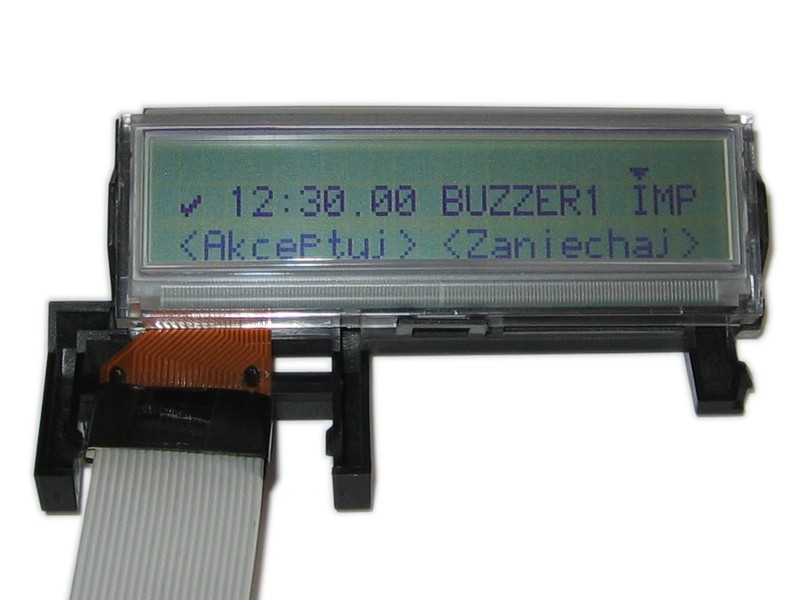 ✓ 12:30.00 BUZZER1 IMP
<Akceptuj> <Zaniechaj>